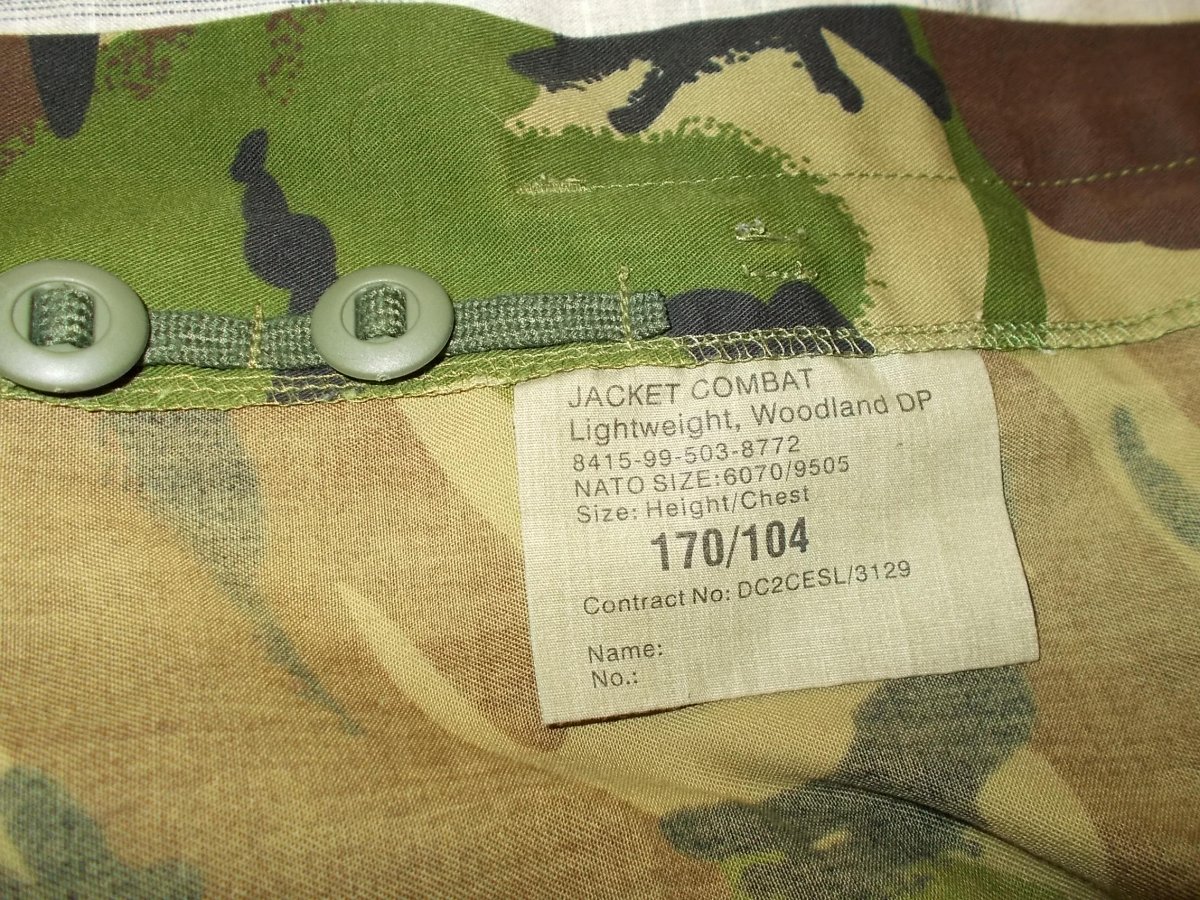 JACKET COMBAT
Lightweight, Woodland DP
8415-99-503-8772
NATO SIZE:6070/9505
Size: Height/Chest
170/104
Contract No: DC2CESL/3129
Name:
No.: